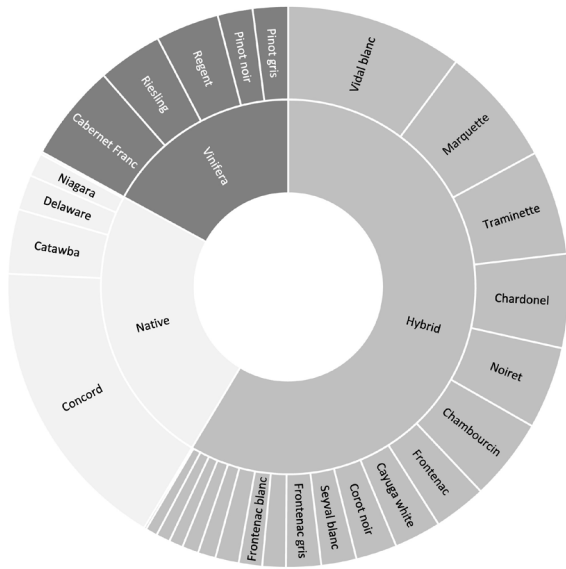 Vidal blanc
Marquette
Traminette
Chardonel
Noiret
Chambourcin
Frontenac
Cayuga white
Corot noir
Seyval blanc
Frontenac gris
Frontenac blanc
Concord
Catawba
Delaware
Niagara
Cabernet Franc
Riesling
Regent
Pinot noir
Pinot gris
Hybrid
Native
Vinifera